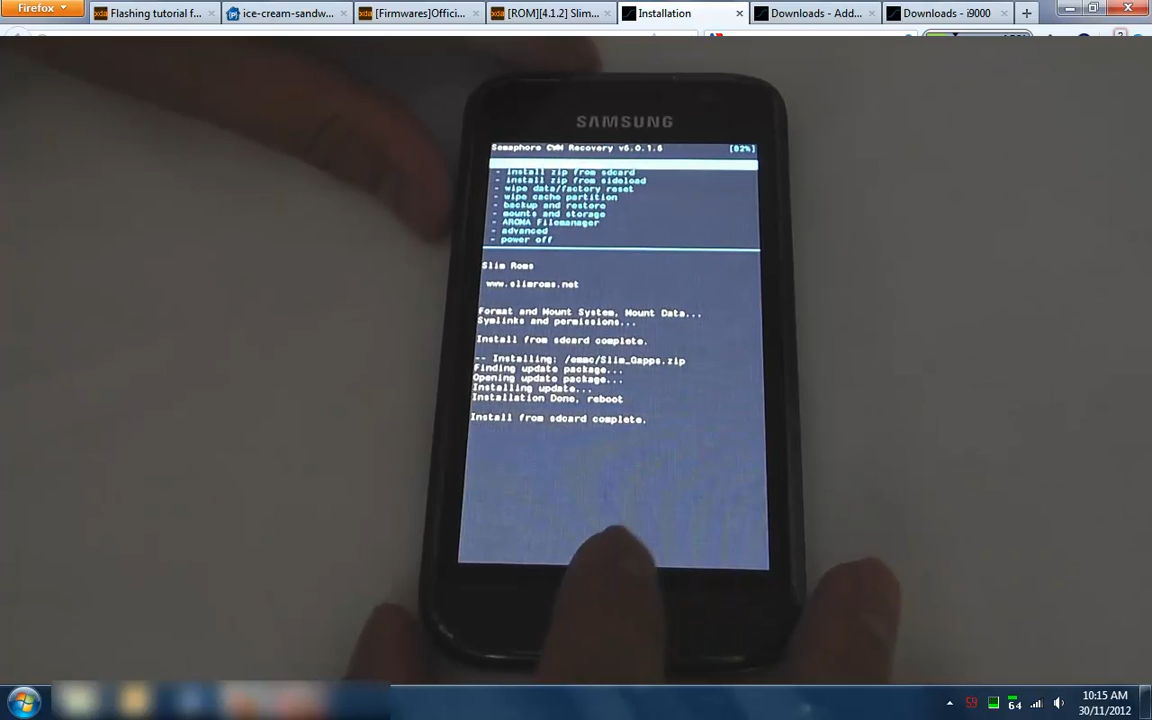 Firefox
xda Flashing tutorial f...
ice-cream-sandw...
xda [Firmwares]Offici...
xda [ROM][4.1.2] Slim...
Installation
Downloads - Add...
Downloads - i9000
SAMSUNG
Semaphore CWM Recovery v6.0.1.6 [82%]
- install zip from sdcard
- install zip from sideload
- wipe data/factory reset
- wipe cache partition
- backup and restore
- mounts and storage
- AROMA Filemanager
- advanced
- power off
Slim Roms
www.slimroms.net
Format and Mount System, Mount Data...
Symlinks and permissions...
Install from sdcard complete.
-- Installing: /emmc/Slim_Gapps.zip
Finding update package...
Opening update package...
Installing update...
Installation Done, reboot
Install from sdcard complete.
59
64
10:15 AM
30/11/2012